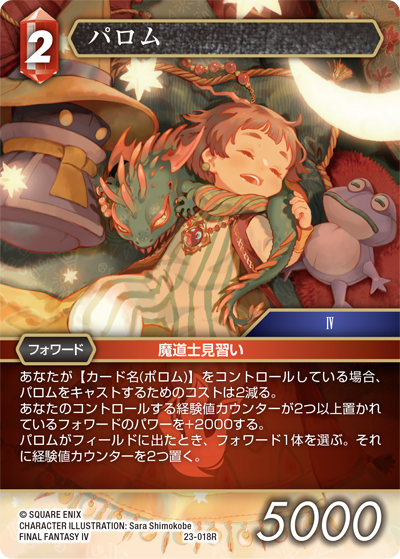 2
パロム
IV
フォワード
魔道士見習い
あなたが【カード名(ポロム)】をコントロールしている場合、
パロムをキャストするためのコストは2減る。
あなたのコントロールする経験値カウンターが2つ以上置かれ
ているフォワードのパワーを+2000する。
パロムがフィールドに出たとき、フォワード1体を選ぶ。それ
に経験値カウンターを2つ置く。
© SQUARE ENIX
CHARACTER ILLUSTRATION: Sara Shimokobe
FINAL FANTASY IV
23-018R
5000